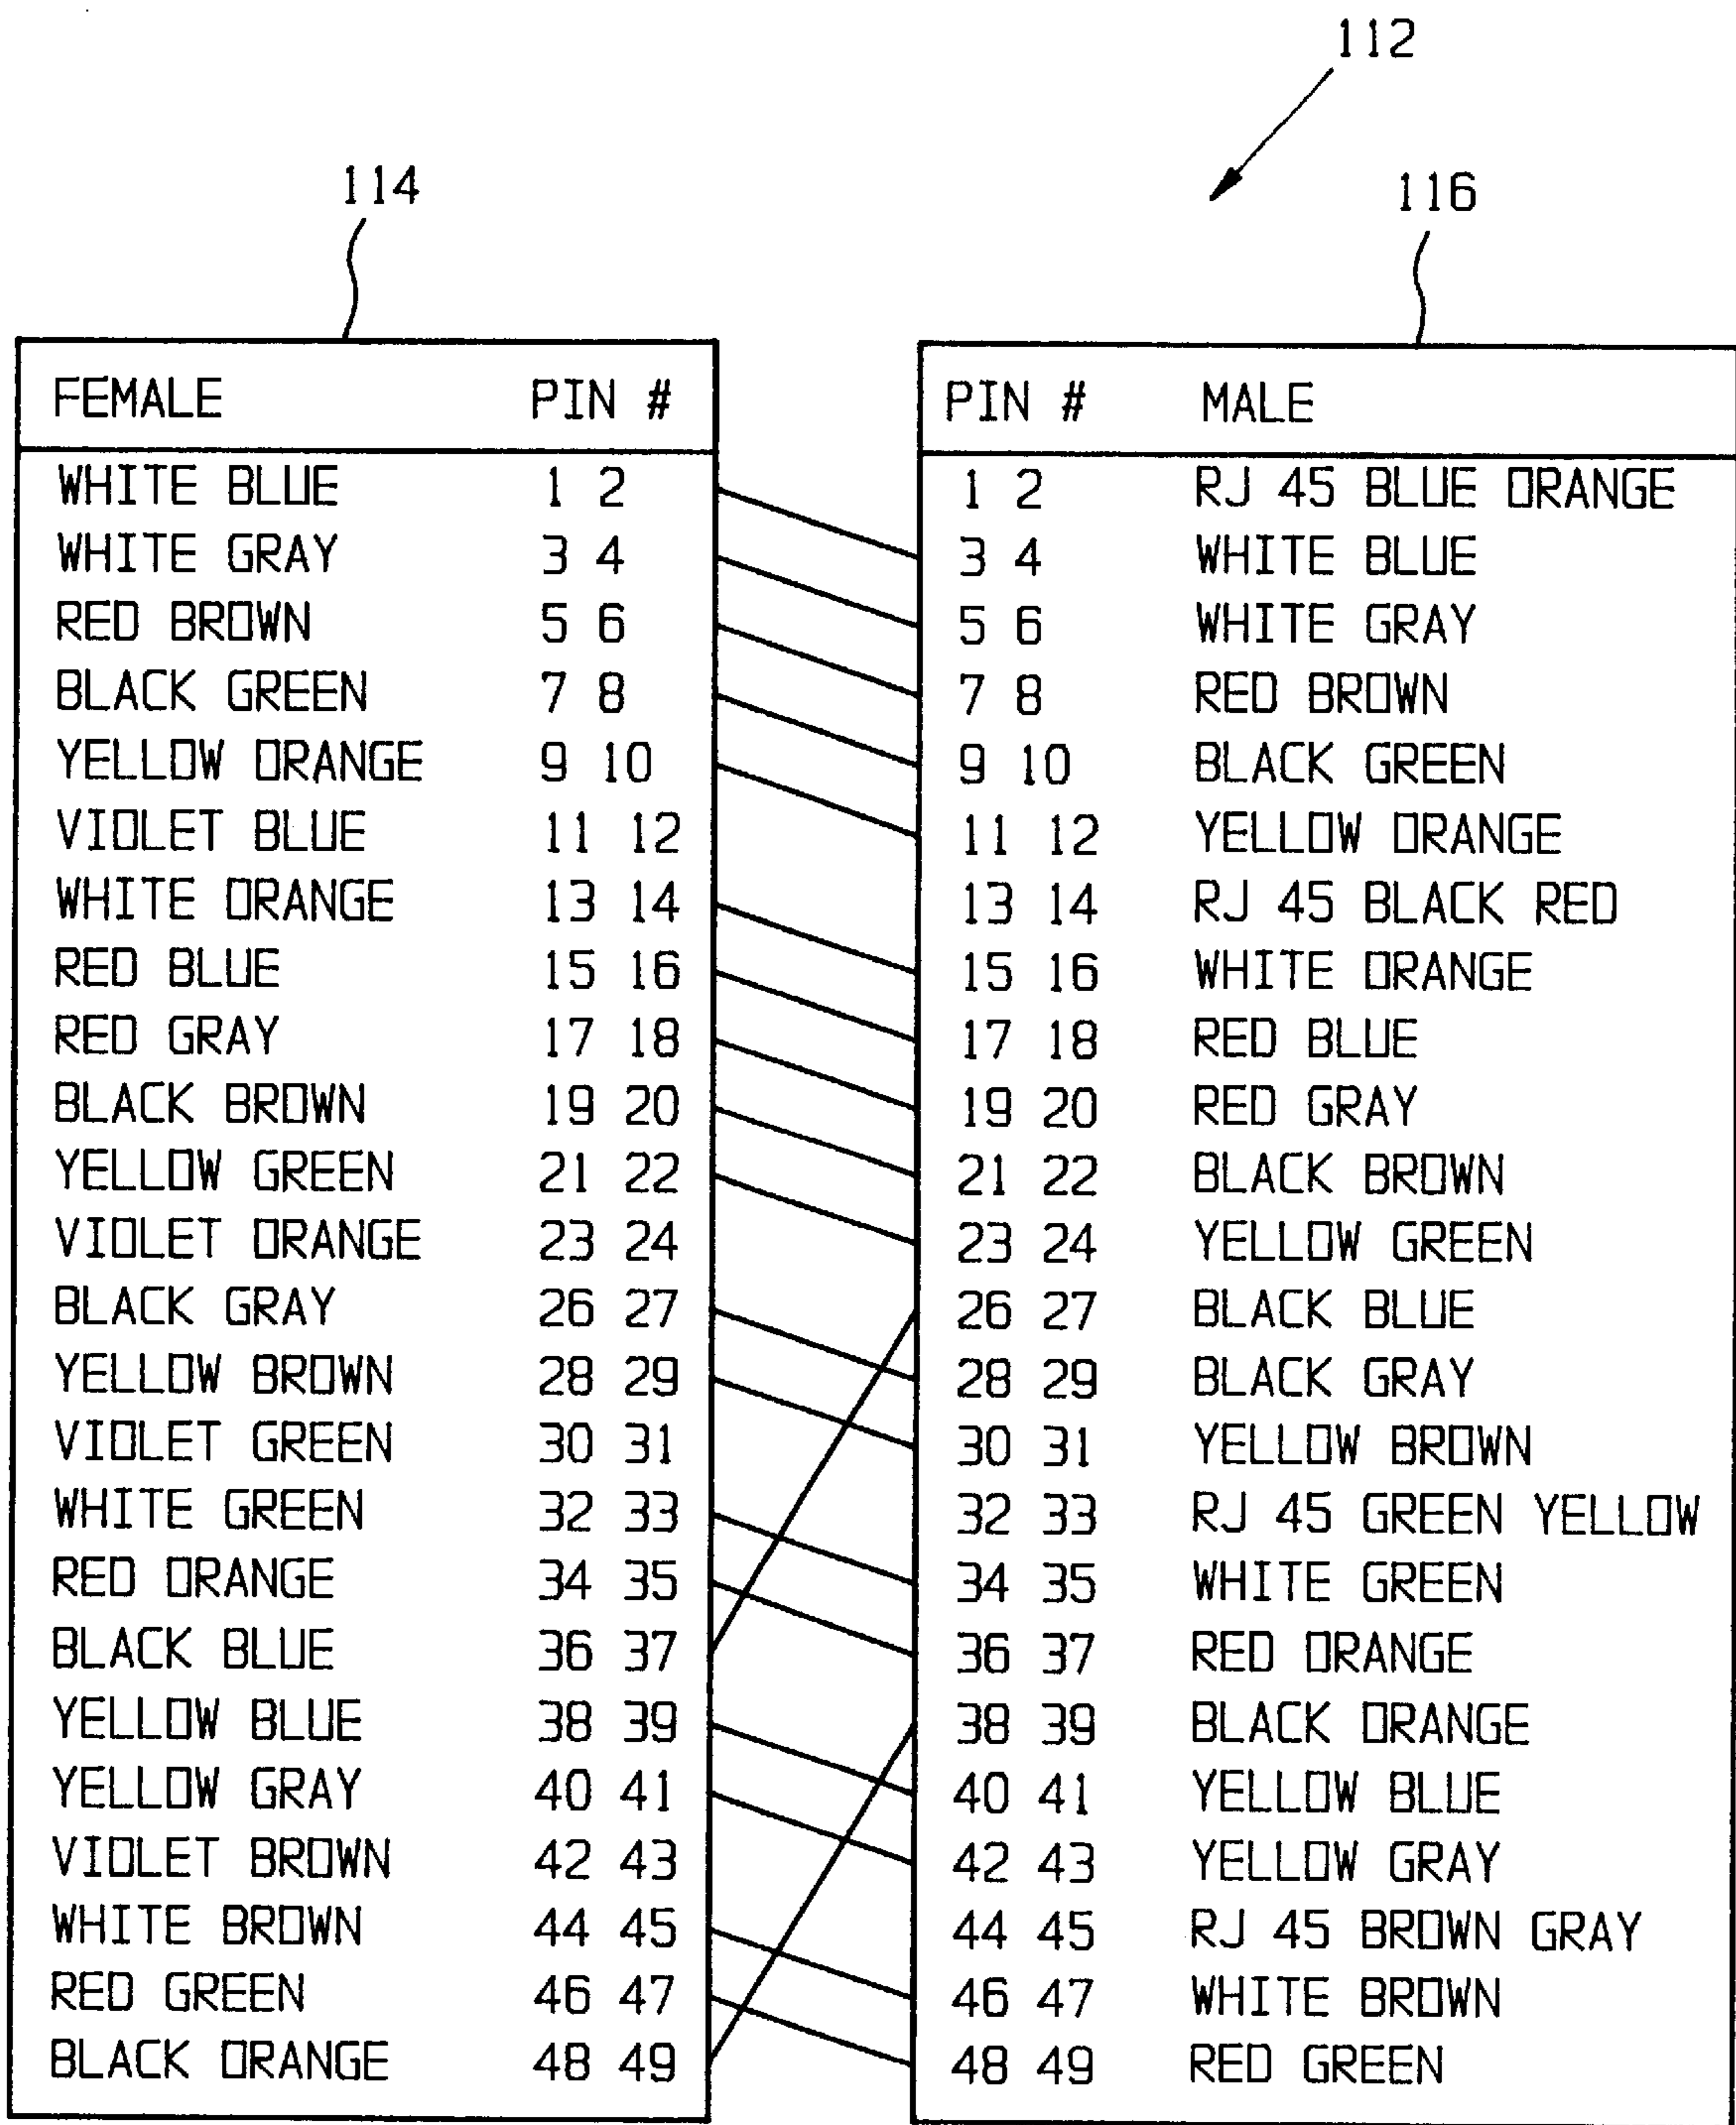 112
114
116
FEMALE PIN #
WHITE BLUE 1 2
WHITE GRAY 3 4
RED BROWN 5 6
BLACK GREEN 7 8
YELLOW ORANGE 9 10
VIOLET BLUE 11 12
WHITE ORANGE 13 14
RED BLUE 15 16
RED GRAY 17 18
BLACK BROWN 19 20
YELLOW GREEN 21 22
VIOLET ORANGE 23 24
BLACK GRAY 26 27
YELLOW BROWN 28 29
VIOLET GREEN 30 31
WHITE GREEN 32 33
RED ORANGE 34 35
BLACK BLUE 36 37
YELLOW BLUE 38 39
YELLOW GRAY 40 41
VIOLET BROWN 42 43
WHITE BROWN 44 45
RED GREEN 46 47
BLACK ORANGE 48 49
PIN # MALE
1 2 RJ 45 BLUE ORANGE
3 4 WHITE BLUE
5 6 WHITE GRAY
7 8 RED BROWN
9 10 BLACK GREEN
11 12 YELLOW ORANGE
13 14 RJ 45 BLACK RED
15 16 WHITE ORANGE
17 18 RED BLUE
19 20 RED GRAY
21 22 BLACK BROWN
23 24 YELLOW GREEN
26 27 BLACK BLUE
28 29 BLACK GRAY
30 31 YELLOW BROWN
32 33 RJ 45 GREEN YELLOW
34 35 WHITE GREEN
36 37 RED ORANGE
38 39 BLACK ORANGE
40 41 YELLOW BLUE
42 43 YELLOW GRAY
44 45 RJ 45 BROWN GRAY
46 47 WHITE BROWN
48 49 RED GREEN